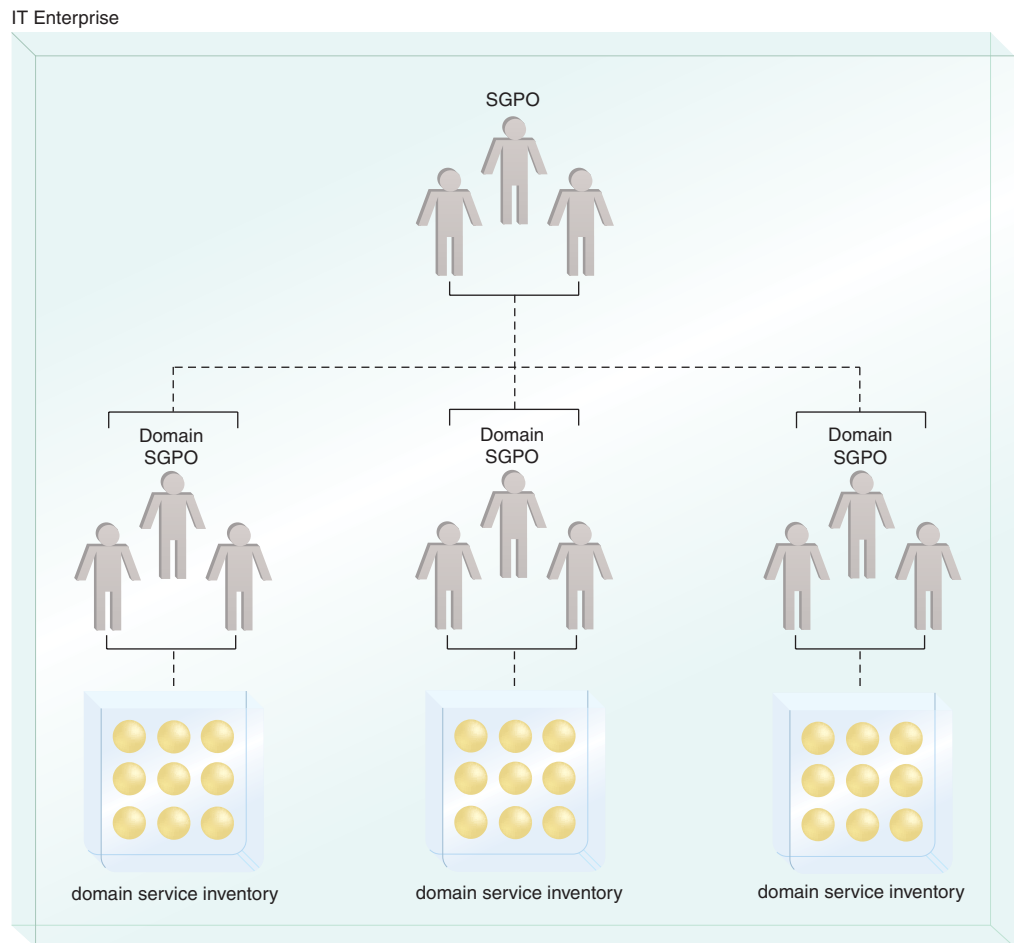 IT Enterprise
SGPO
Domain
SGPO
Domain
SGPO
Domain
SGPO
domain service inventory
domain service inventory
domain service inventory